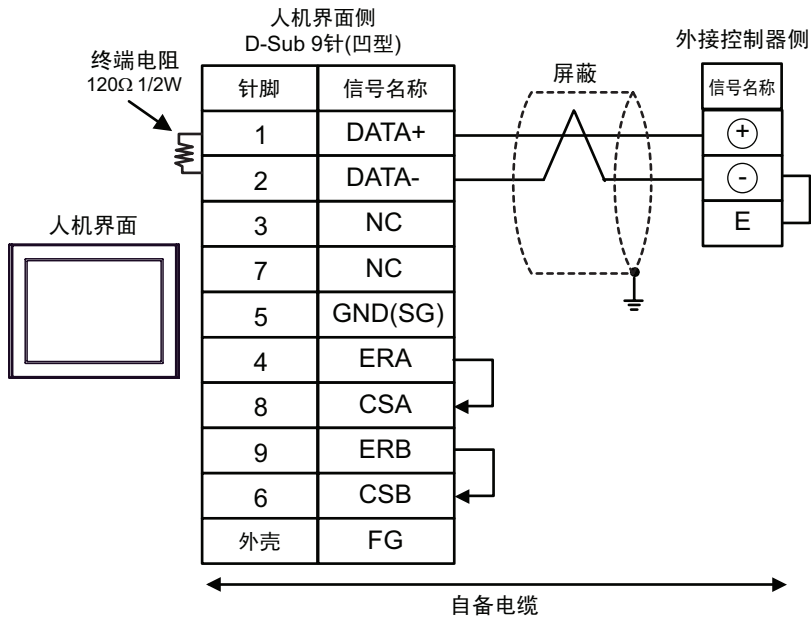 人机界面侧
D-Sub 9针(凹型)
外接控制器侧
终端电阻
120Ω 1/2W
屏蔽
针脚 信号名称
信号名称
1 DATA+
+
2 DATA-
-
3 NC
E
人机界面
7 NC
5 GND(SG)
4 ERA
8 CSA
9 ERB
6 CSB
外壳 FG
自备电缆